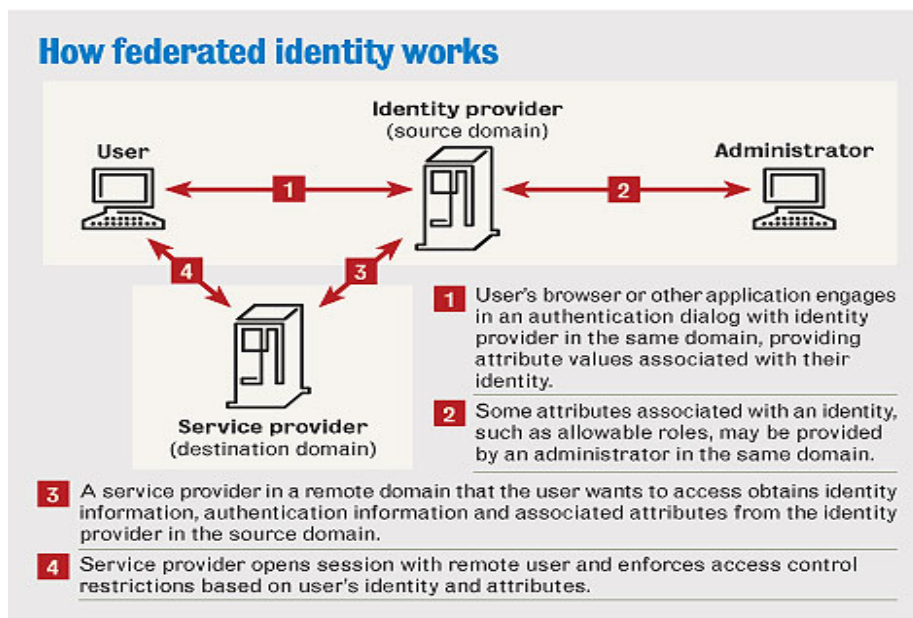 How federated identity works
Identity provider
(source domain)
User
Administrator
1
2
4
3
Service provider
(destination domain)
1 User's browser or other application engages
in an authentication dialog with identity
provider in the same domain, providing
attribute values associated with their
identity.
2 Some attributes associated with an identity,
such as allowable roles, may be provided
by an administrator in the same domain.
3 A service provider in a remote domain that the user wants to access obtains identity
information, authentication information and associated attributes from the identity
provider in the source domain.
4 Service provider opens session with remote user and enforces access control
restrictions based on user's identity and attributes.